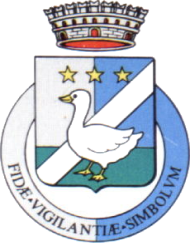 FIDÆ • VIGILANTIÆ • SIMBOLVM